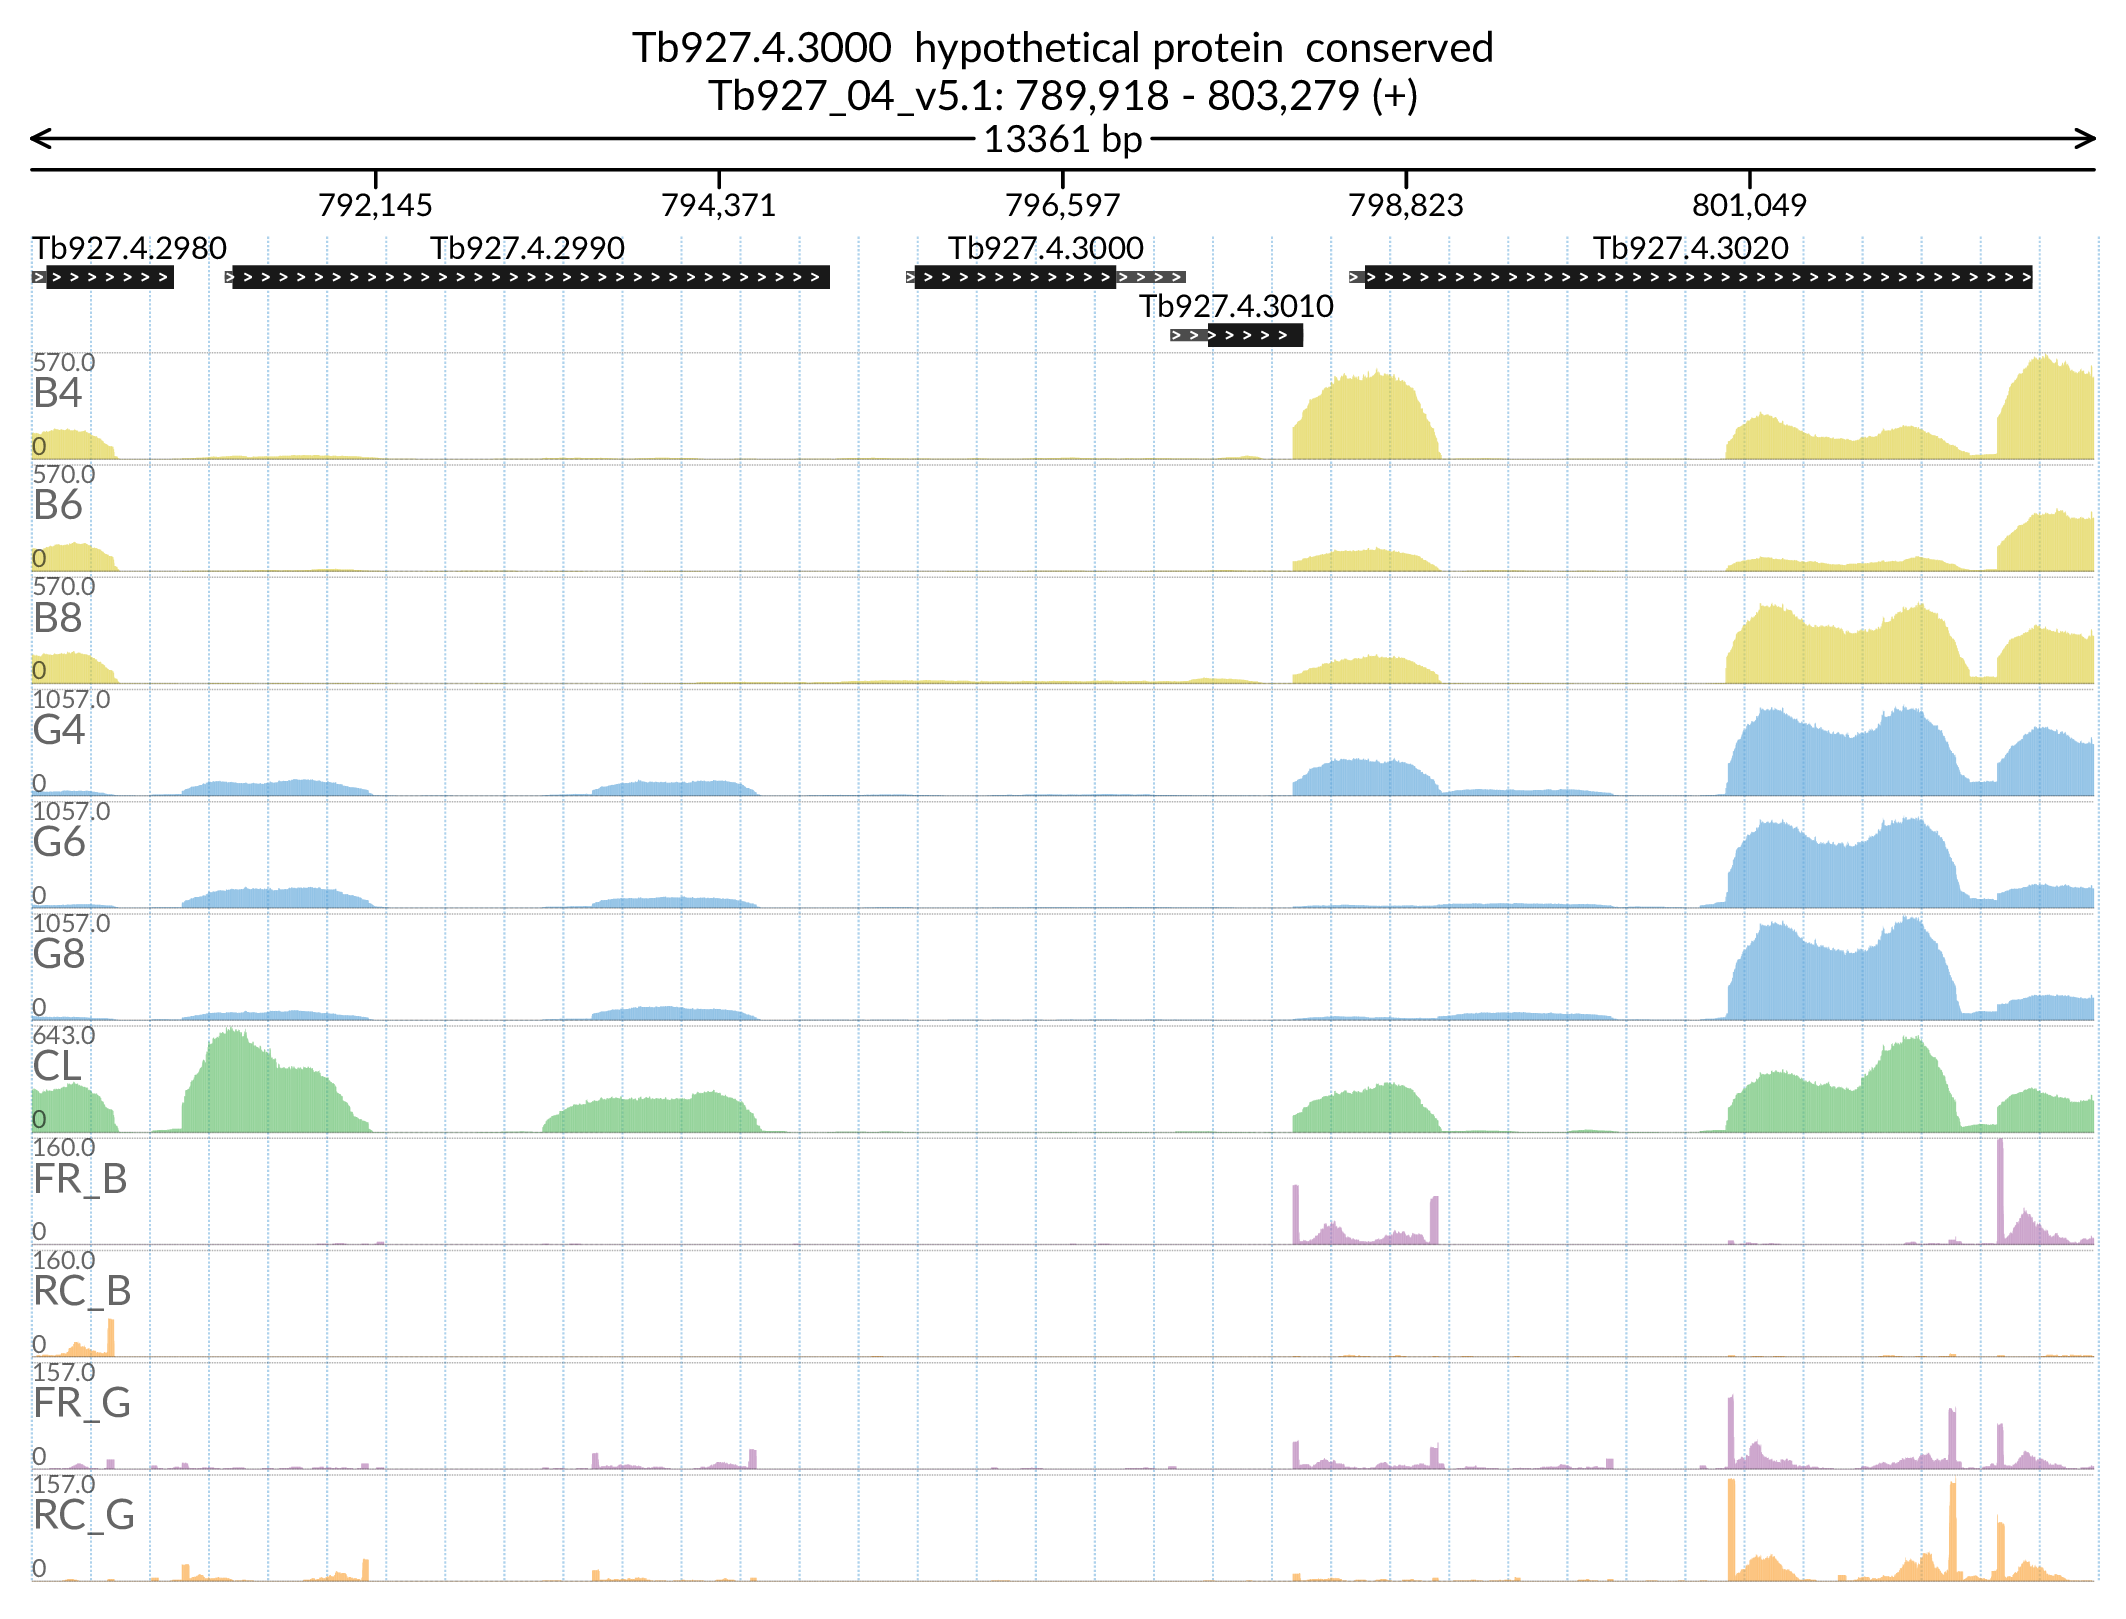 Tb927.4.3000  hypothetical protein  conserved
Tb927_04_v5.1: 789,918 - 803,279 (+)
13361 bp
792,145 794,371 796,597 798,823 801,049
Tb927.4.2980 Tb927.4.2990 Tb927.4.3000 Tb927.4.3020
Tb927.4.3010
570.0
B4
0
570.0
B6
0
570.0
B8
0
1057.0
G4
0
1057.0
G6
0
1057.0
G8
0
643.0
CL
0
160.0
FR_B
0
160.0
RC_B
0
157.0
FR_G
0
157.0
RC_G
0